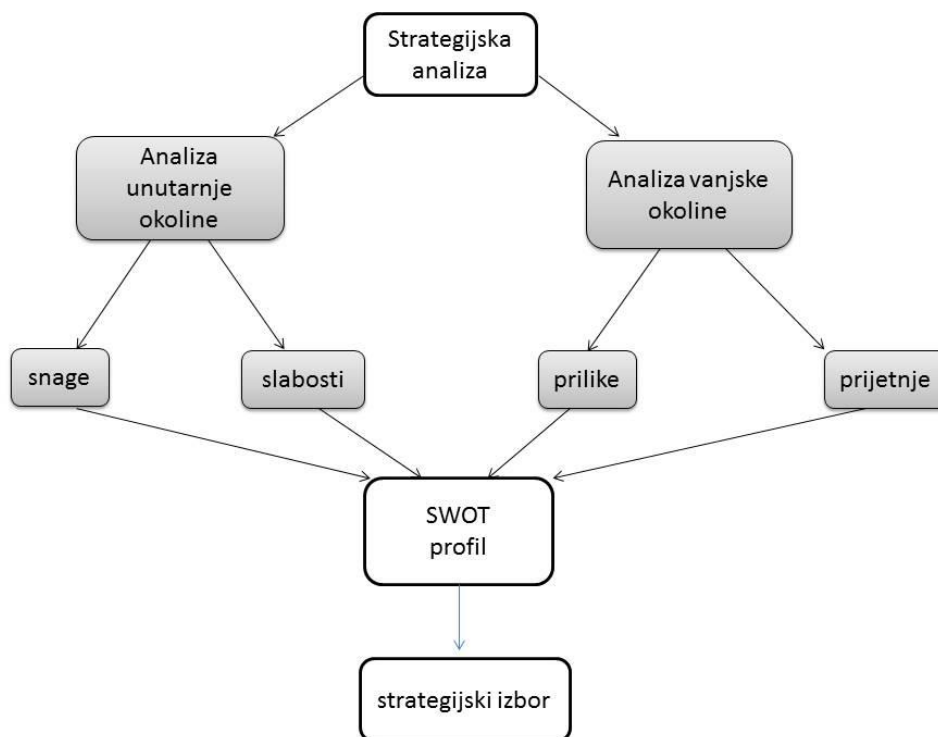 Strategijska
analiza
Analiza
unutarnje
okoline
Analiza vanjske
okoline
snage
slabosti
prilike
prijetnje
SWOT
profil
strategijski izbor